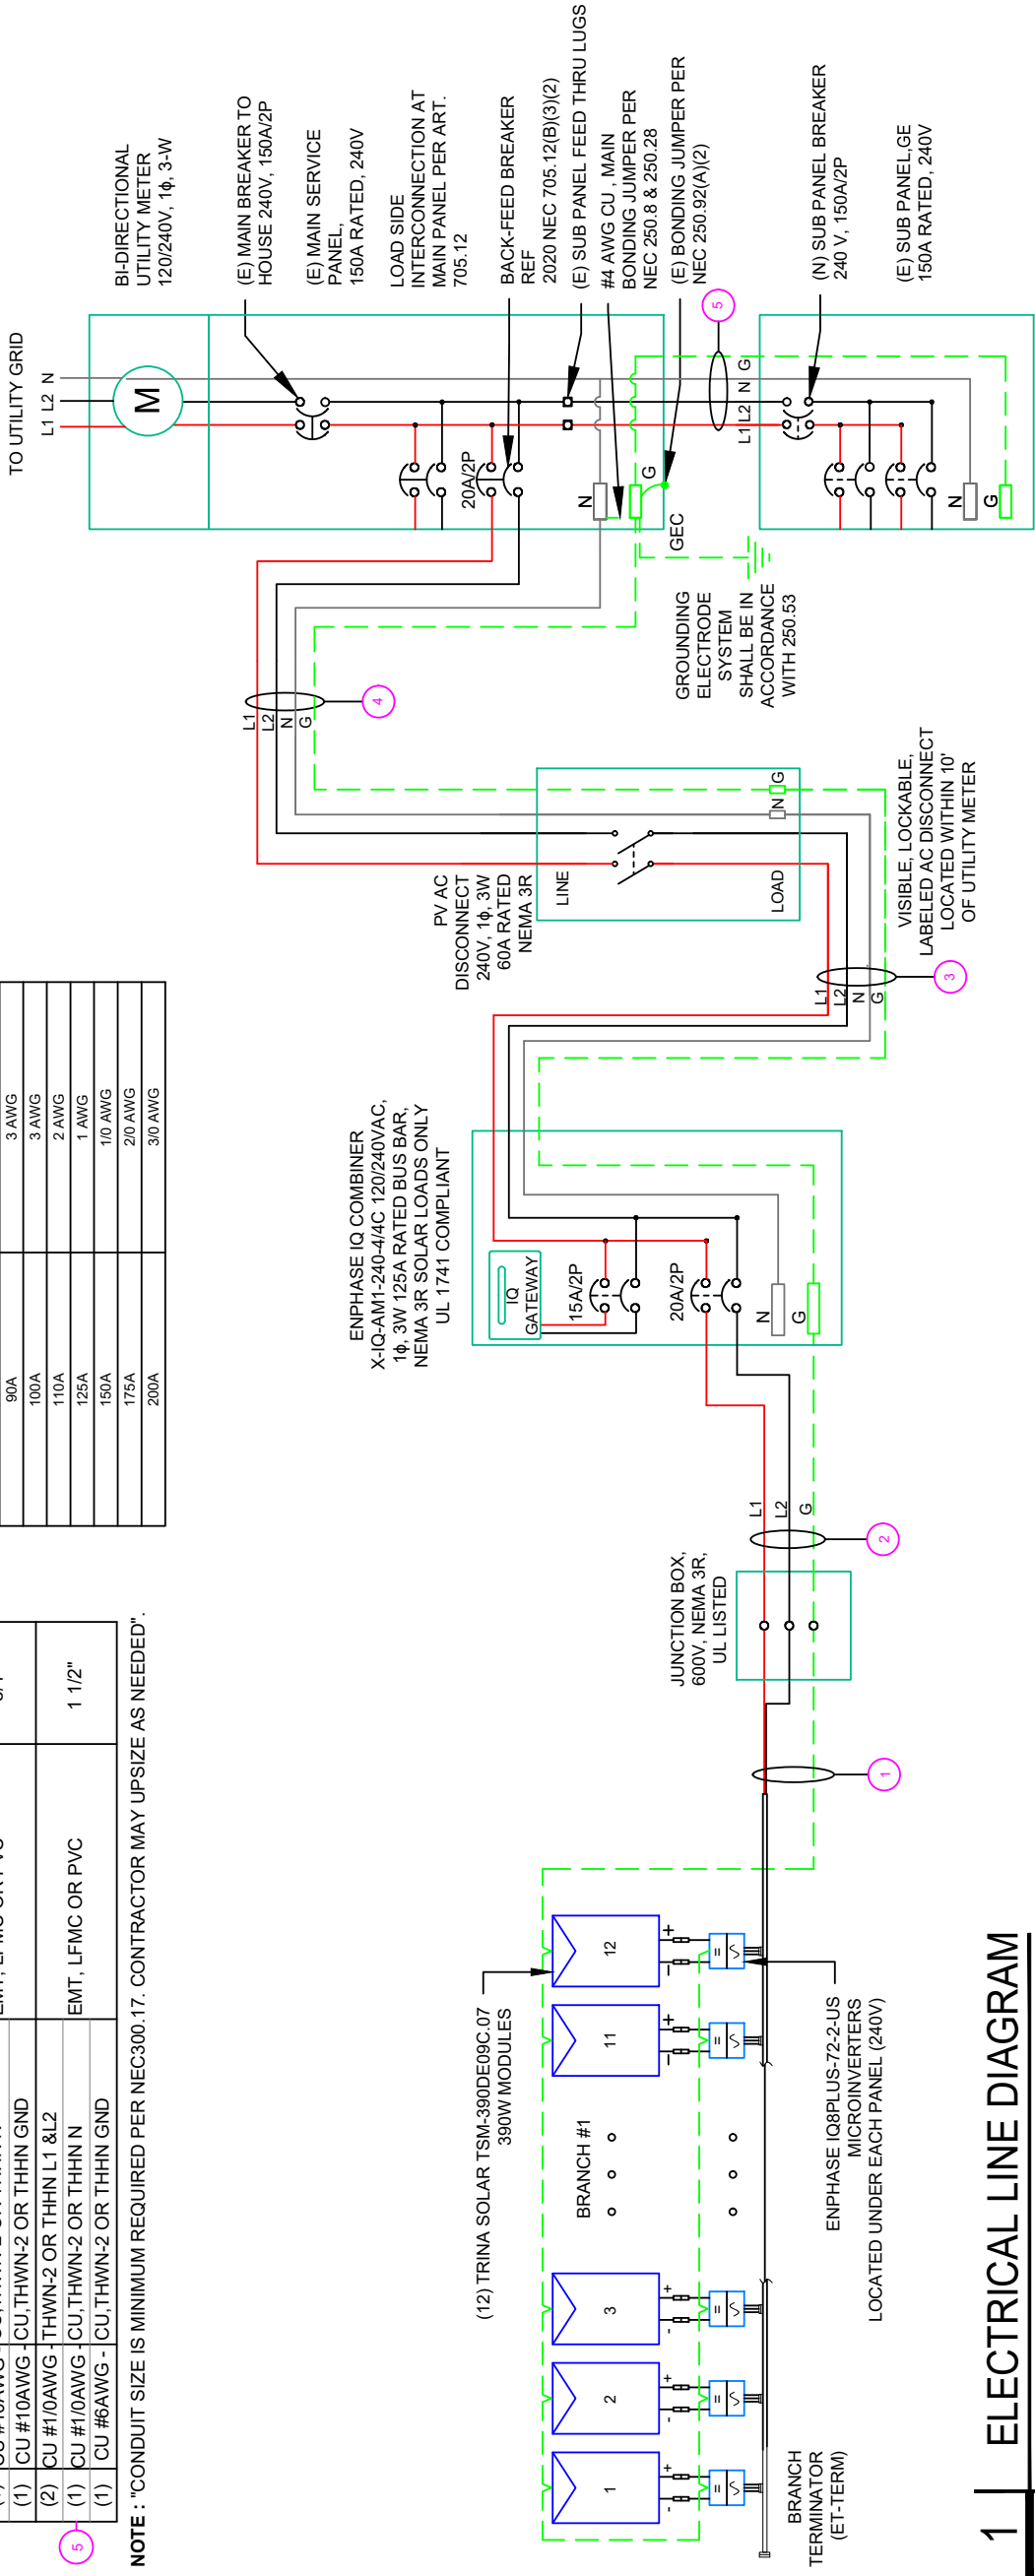 (1) CU #10AWG - CU,THWN-2 OR THHN GND
(2) CU #1/0AWG - THWN-2 OR THHN L1 &L2
(1) CU #1/0AWG - CU,THWN-2 OR THHN N
(1) CU #6AWG - CU,THWN-2 OR THHN GND
5
EMT, LFMC OR PVC
1 1/2"
NOTE : "CONDUIT SIZE IS MINIMUM REQUIRED PER NEC300.17. CONTRACTOR MAY UPSIZE AS NEEDED".
90A 3 AWG
100A 3 AWG
110A 2 AWG
125A 1 AWG
150A 1/0 AWG
175A 2/0 AWG
200A 3/0 AWG
(12) TRINA SOLAR TSM-390DE09C.07
390W MODULES
1
2
3
BRANCH #1
11
12
- +
- +
- +
- +
- +
BRANCH
TERMINATOR
(ET-TERM)
ENPHASE IQ8PLUS-72-2-US
MICROINVERTERS
LOCATED UNDER EACH PANEL (240V)
1
JUNCTION BOX,
600V, NEMA 3R,
UL LISTED
L1
L2
G
2
ENPHASE IQ COMBINER
X-IQ-AM1-240-4/4C 120/240VAC,
1ϕ, 3W 125A RATED BUS BAR,
NEMA 3R SOLAR LOADS ONLY
UL 1741 COMPLIANT
IQ
GATEWAY
15A/2P
20A/2P
N
G
L1
L2
N
G
3
PV AC
DISCONNECT
240V, 1ϕ, 3W
60A RATED
NEMA 3R
LINE
LOAD
N
G
VISIBLE, LOCKABLE,
LABELED AC DISCONNECT
LOCATED WITHIN 10'
OF UTILITY METER
L1
L2
N
G
4
GROUNDING
ELECTRODE
SYSTEM
SHALL BE IN
ACCORDANCE
WITH 250.53
TO UTILITY GRID
L1 L2 N
M
20A/2P
N
G
GEC
L1 L2 N G
5
N
G
BI-DIRECTIONAL
UTILITY METER
120/240V, 1ϕ, 3-W
(E) MAIN BREAKER TO
HOUSE 240V, 150A/2P
(E) MAIN SERVICE
PANEL,
150A RATED, 240V
LOAD SIDE
INTERCONNECTION AT
MAIN PANEL PER ART.
705.12
BACK-FEED BREAKER
REF
2020 NEC 705.12(B)(3)(2)
(E) SUB PANEL FEED THRU LUGS
#4 AWG CU , MAIN
BONDING JUMPER PER
NEC 250.8 & 250.28
(E) BONDING JUMPER PER
NEC 250.92(A)(2)
(N) SUB PANEL BREAKER
240 V, 150A/2P
(E) SUB PANEL,GE
150A RATED, 240V
1 ELECTRICAL LINE DIAGRAM